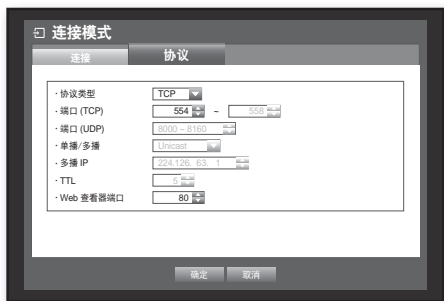 连接模式
连接 协议
·协议类型 TCP
·端口 (TCP) 554 ~ 558
·端口 (UDP) 8000 ~ 8160
·单播/多播 Unicast
·多播 IP 224.126. 63. 1
·TTL 5
·Web 查看器端口 80
确定 取消